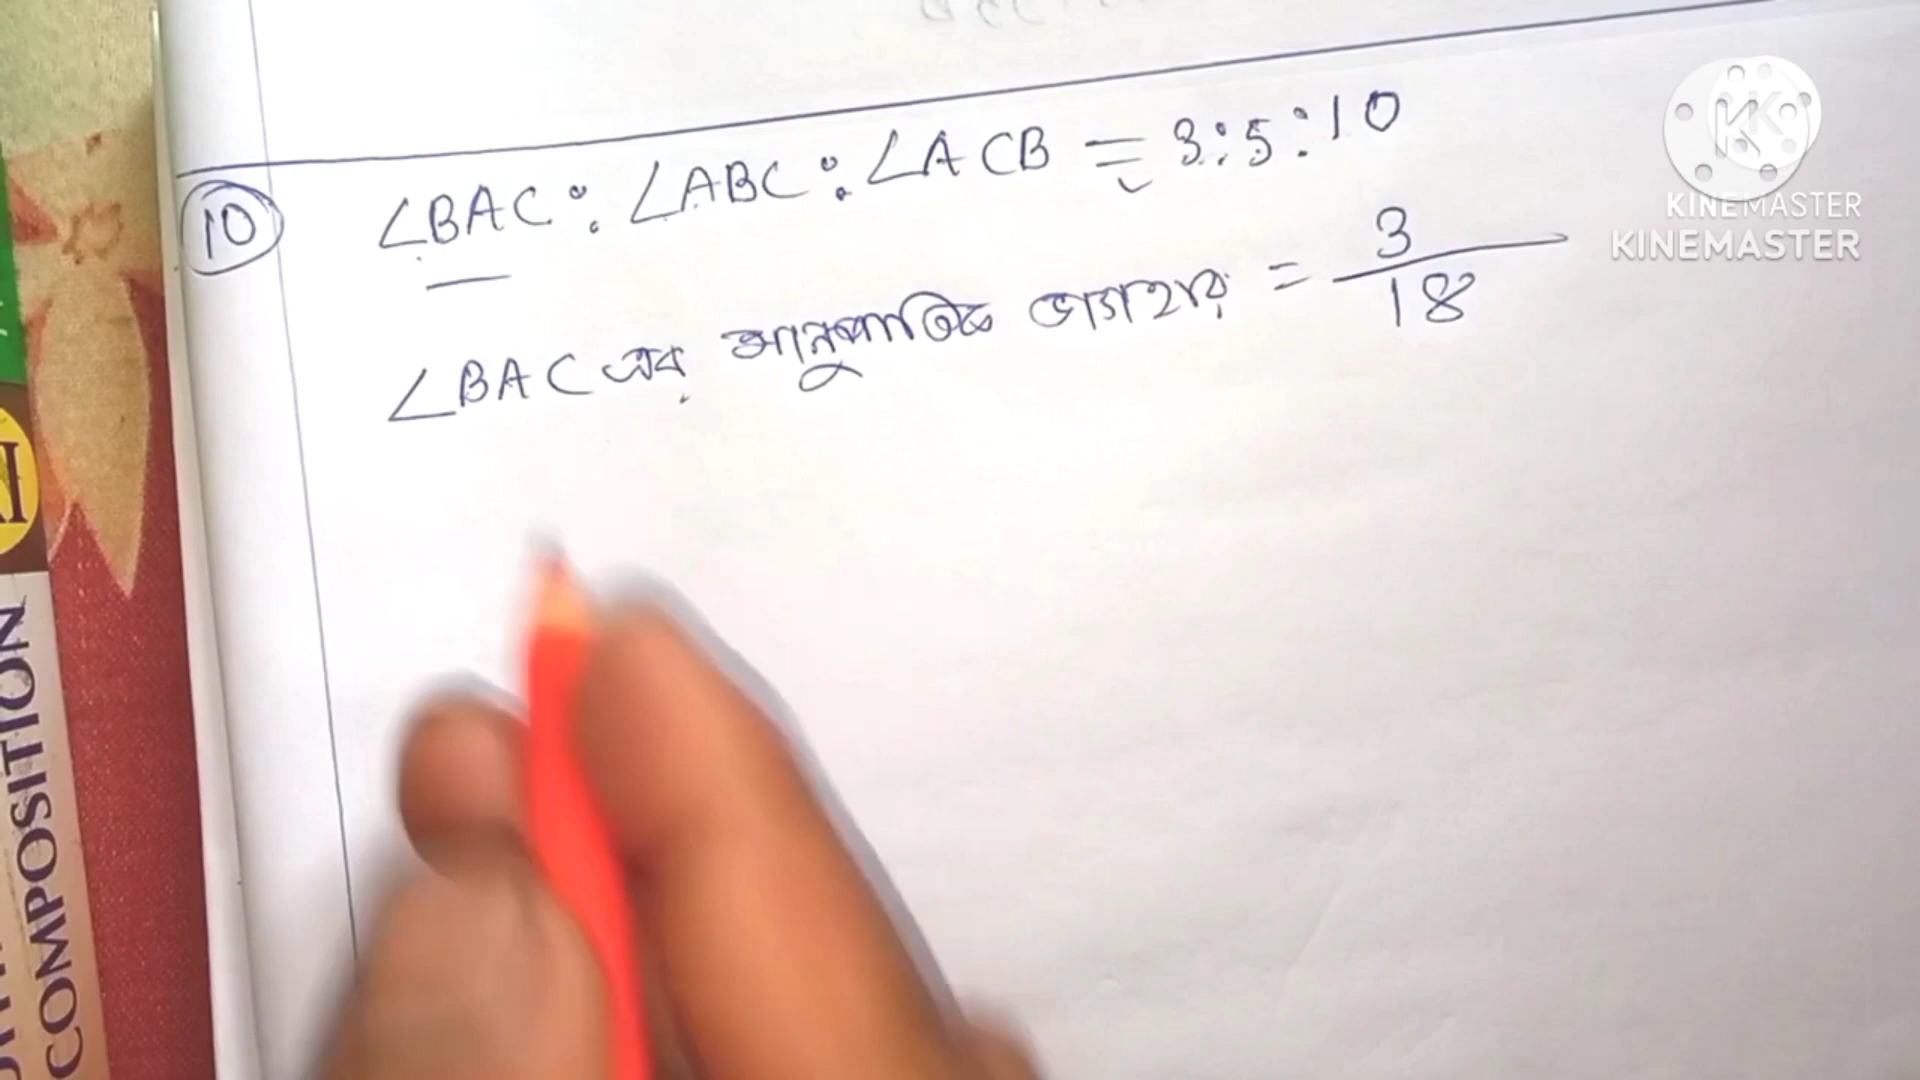 KINEMASTER
KINEMASTER
10 ∠BAC : ∠ABC : ∠ACB = 3:5:10
∠BAC এর আনুপাতিক ভাগহার = 3/18
COMPOSITION